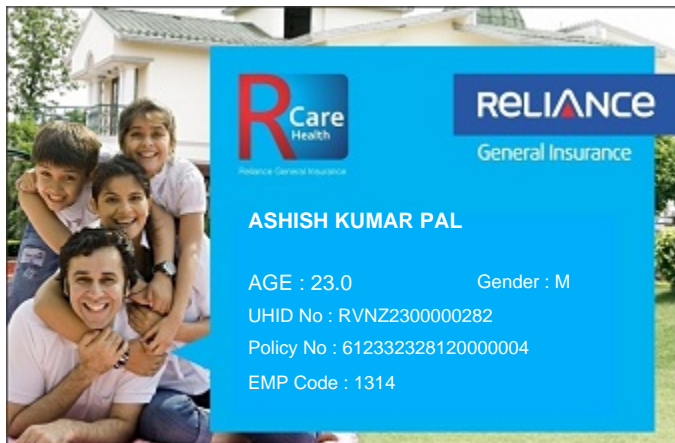 R Care
Health
Reliance General Insurance
RELIANCE
General Insurance
ASHISH KUMAR PAL
AGE : 23.0 Gender : M
UHID No : RVNZ2300000282
Policy No : 612332328120000004
EMP Code : 1314